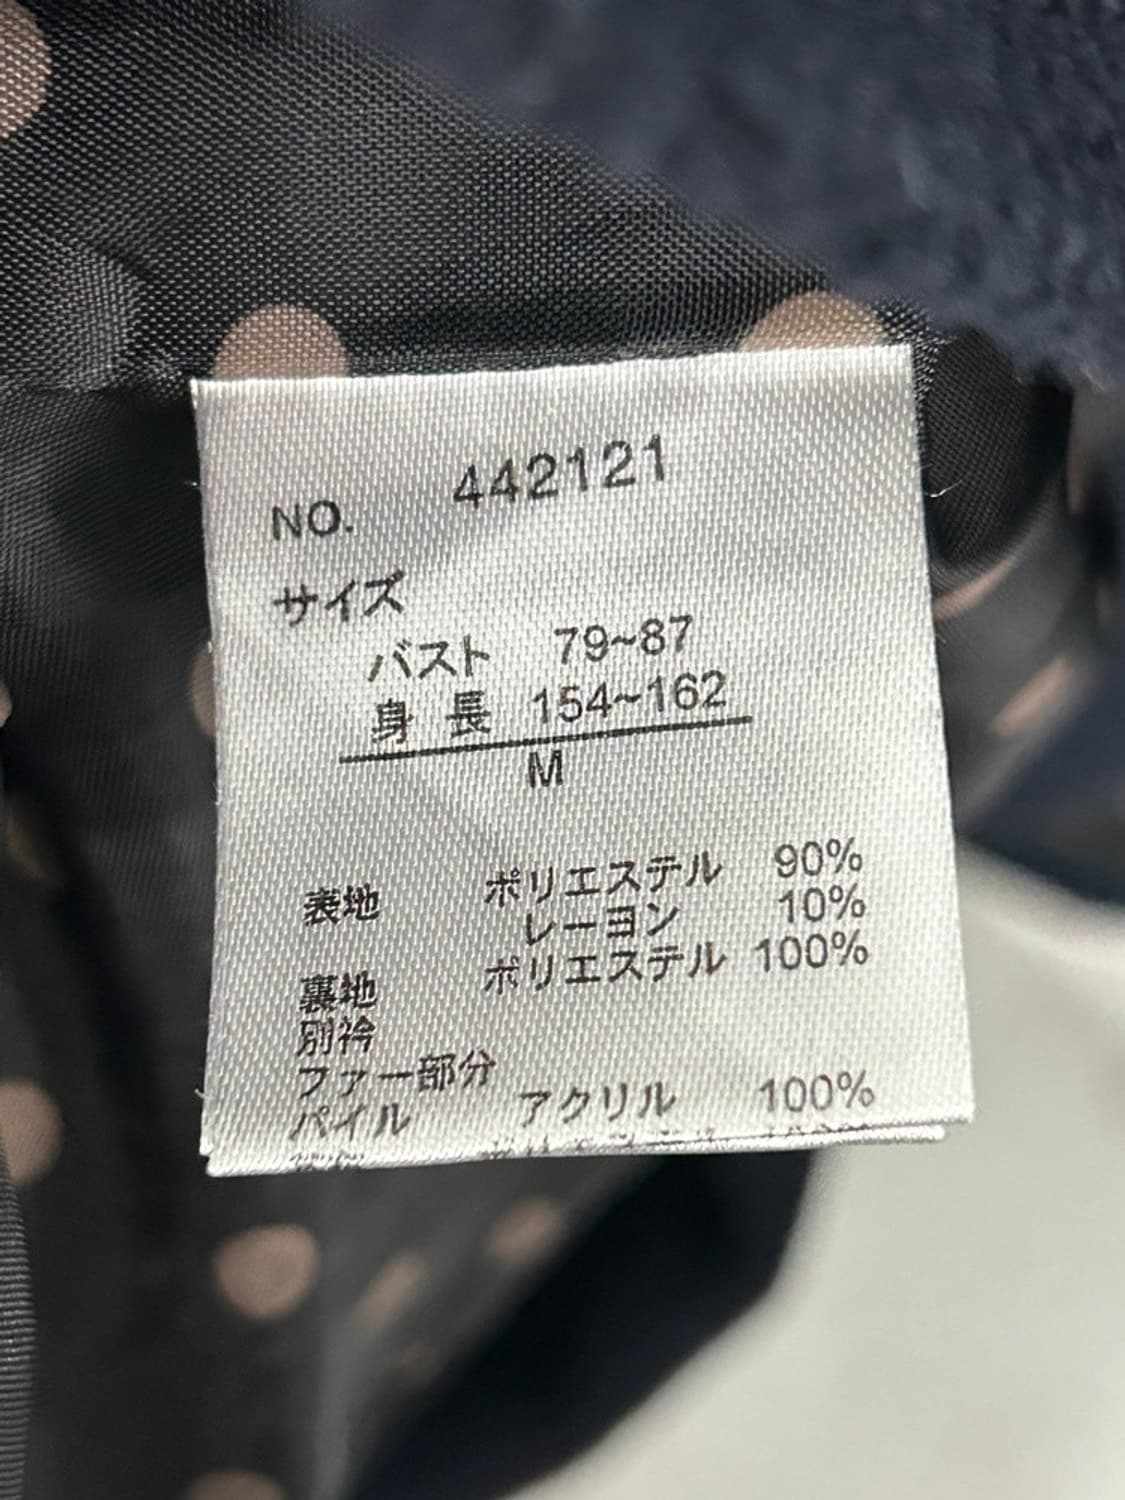 NO. 442121
サイズ
バスト 79~87
身長 154~162
M
表地 ポリエステル 90%
レーヨン 10%
裏地 ポリエステル 100%
別衿
ファー部分
パイル アクリル 100%